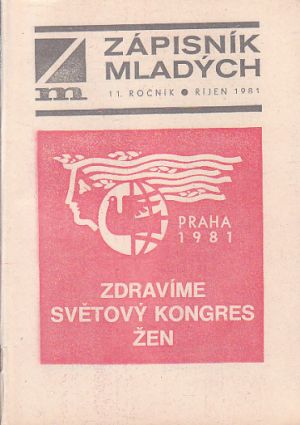 Z
m
ZÁPISNÍK
MLADÝCH
11. ROČNÍK ● ŘÍJEN 1981
PRAHA
1981
ZDRAVÍME
SVĚTOVÝ KONGRES
ŽEN